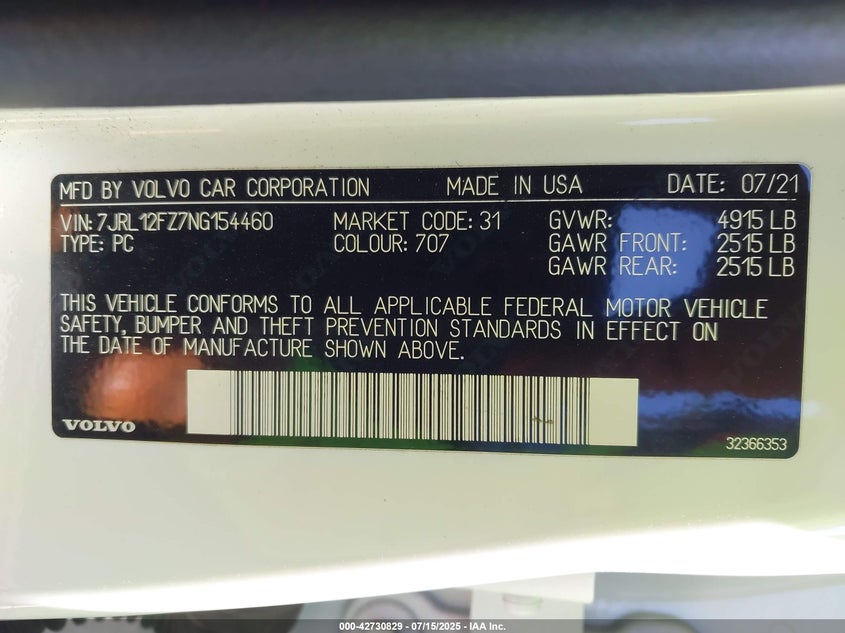 MFD BY VOLVO CAR CORPORATION MADE IN USA DATE: 07/21
VIN: 7JRL12FZ7NG154460 MARKET CODE: 31 GVWR: 4915 LB
TYPE: PC COLOUR: 707 GAWR FRONT: 2515 LB
GAWR REAR: 2515 LB
THIS VEHICLE CONFORMS TO ALL APPLICABLE FEDERAL MOTOR VEHICLE
SAFETY, BUMPER AND THEFT PREVENTION STANDARDS IN EFFECT ON
THE DATE OF MANUFACTURE SHOWN ABOVE.
VOLVO
32366353
000-42730829 - 07/15/2025 - IAA Inc.